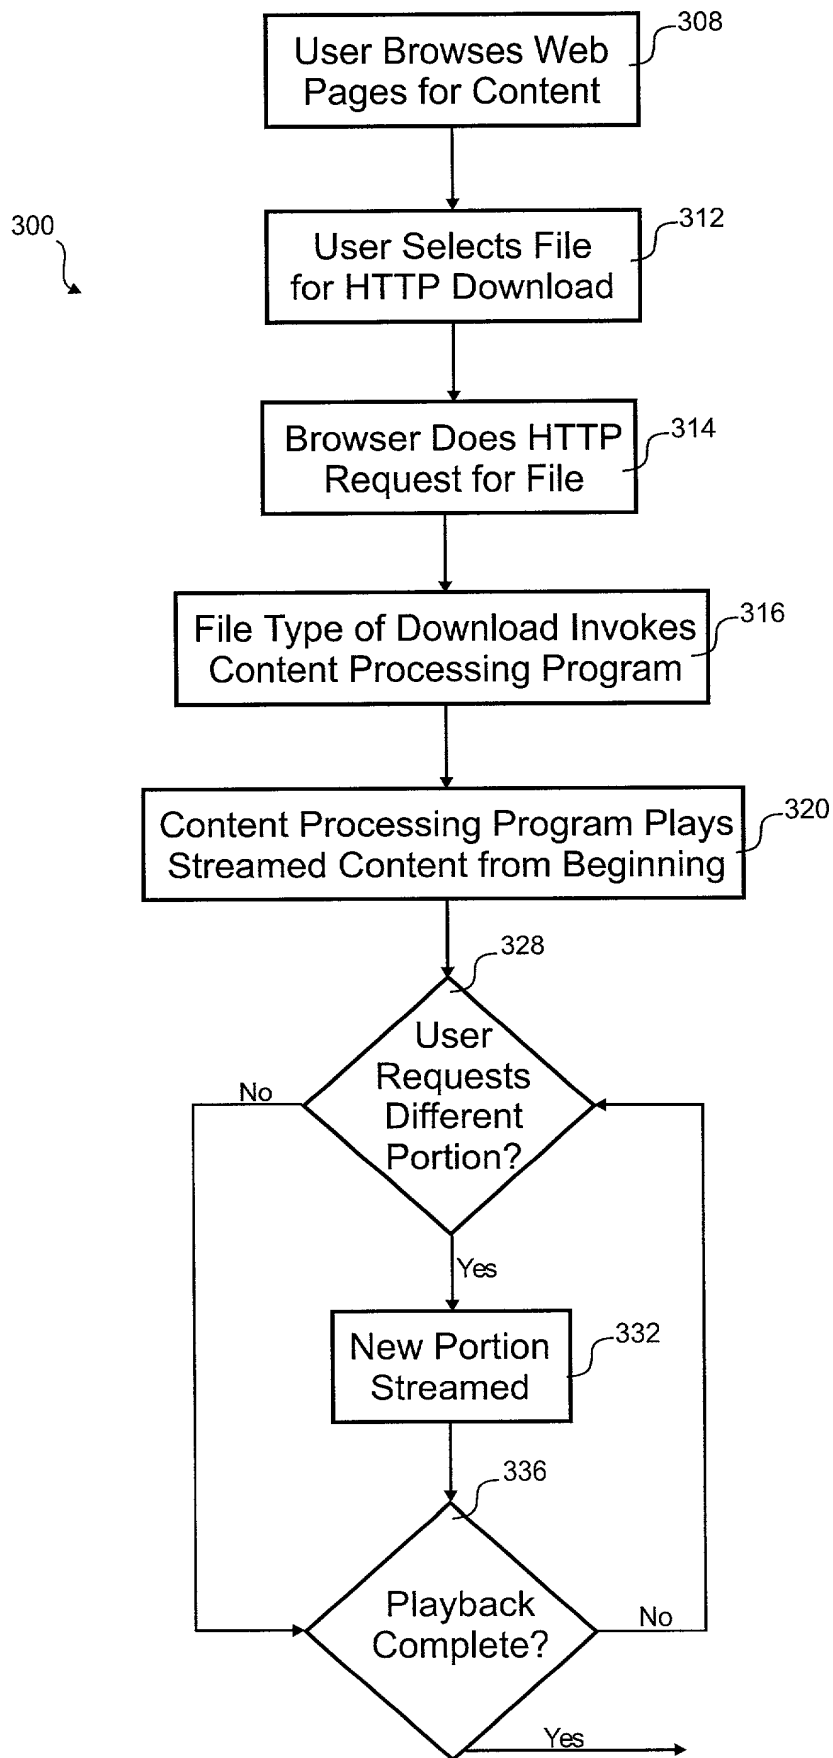 308
User Browses Web
Pages for Content
300
312
User Selects File
for HTTP Download
314
Browser Does HTTP
Request for File
316
File Type of Download Invokes
Content Processing Program
320
Content Processing Program Plays
Streamed Content from Beginning
328
User
Requests
Different
Portion?
No
Yes
332
New Portion
Streamed
336
Playback
Complete?
No
Yes